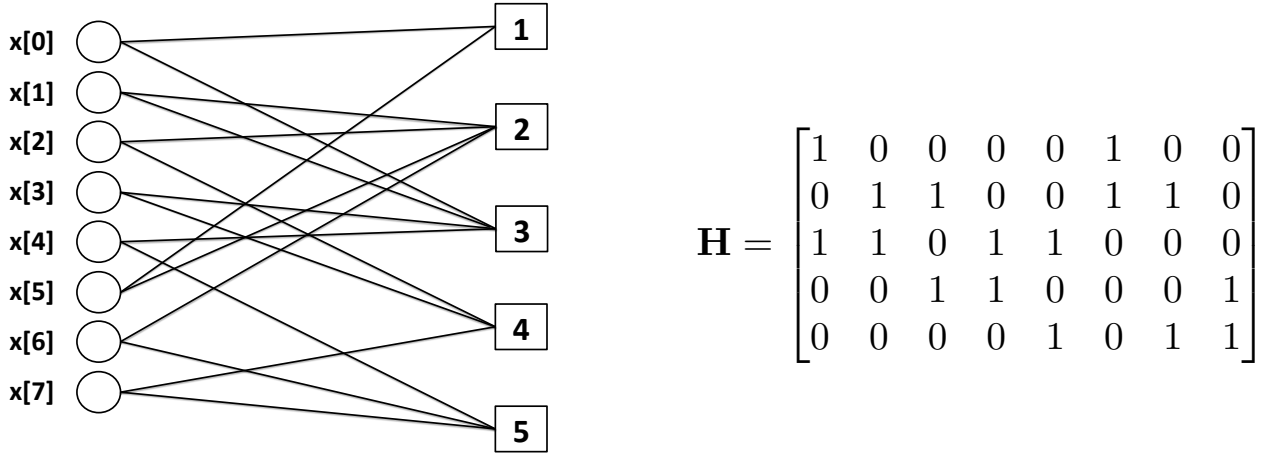 x[0]
x[1]
x[2]
x[3]
x[4]
x[5]
x[6]
x[7]
1
2
3
4
5
H =
1 0 0 0 0 1 0 0
0 1 1 0 0 1 1 0
1 1 0 1 1 0 0 0
0 0 1 1 0 0 0 1
0 0 0 0 1 0 1 1